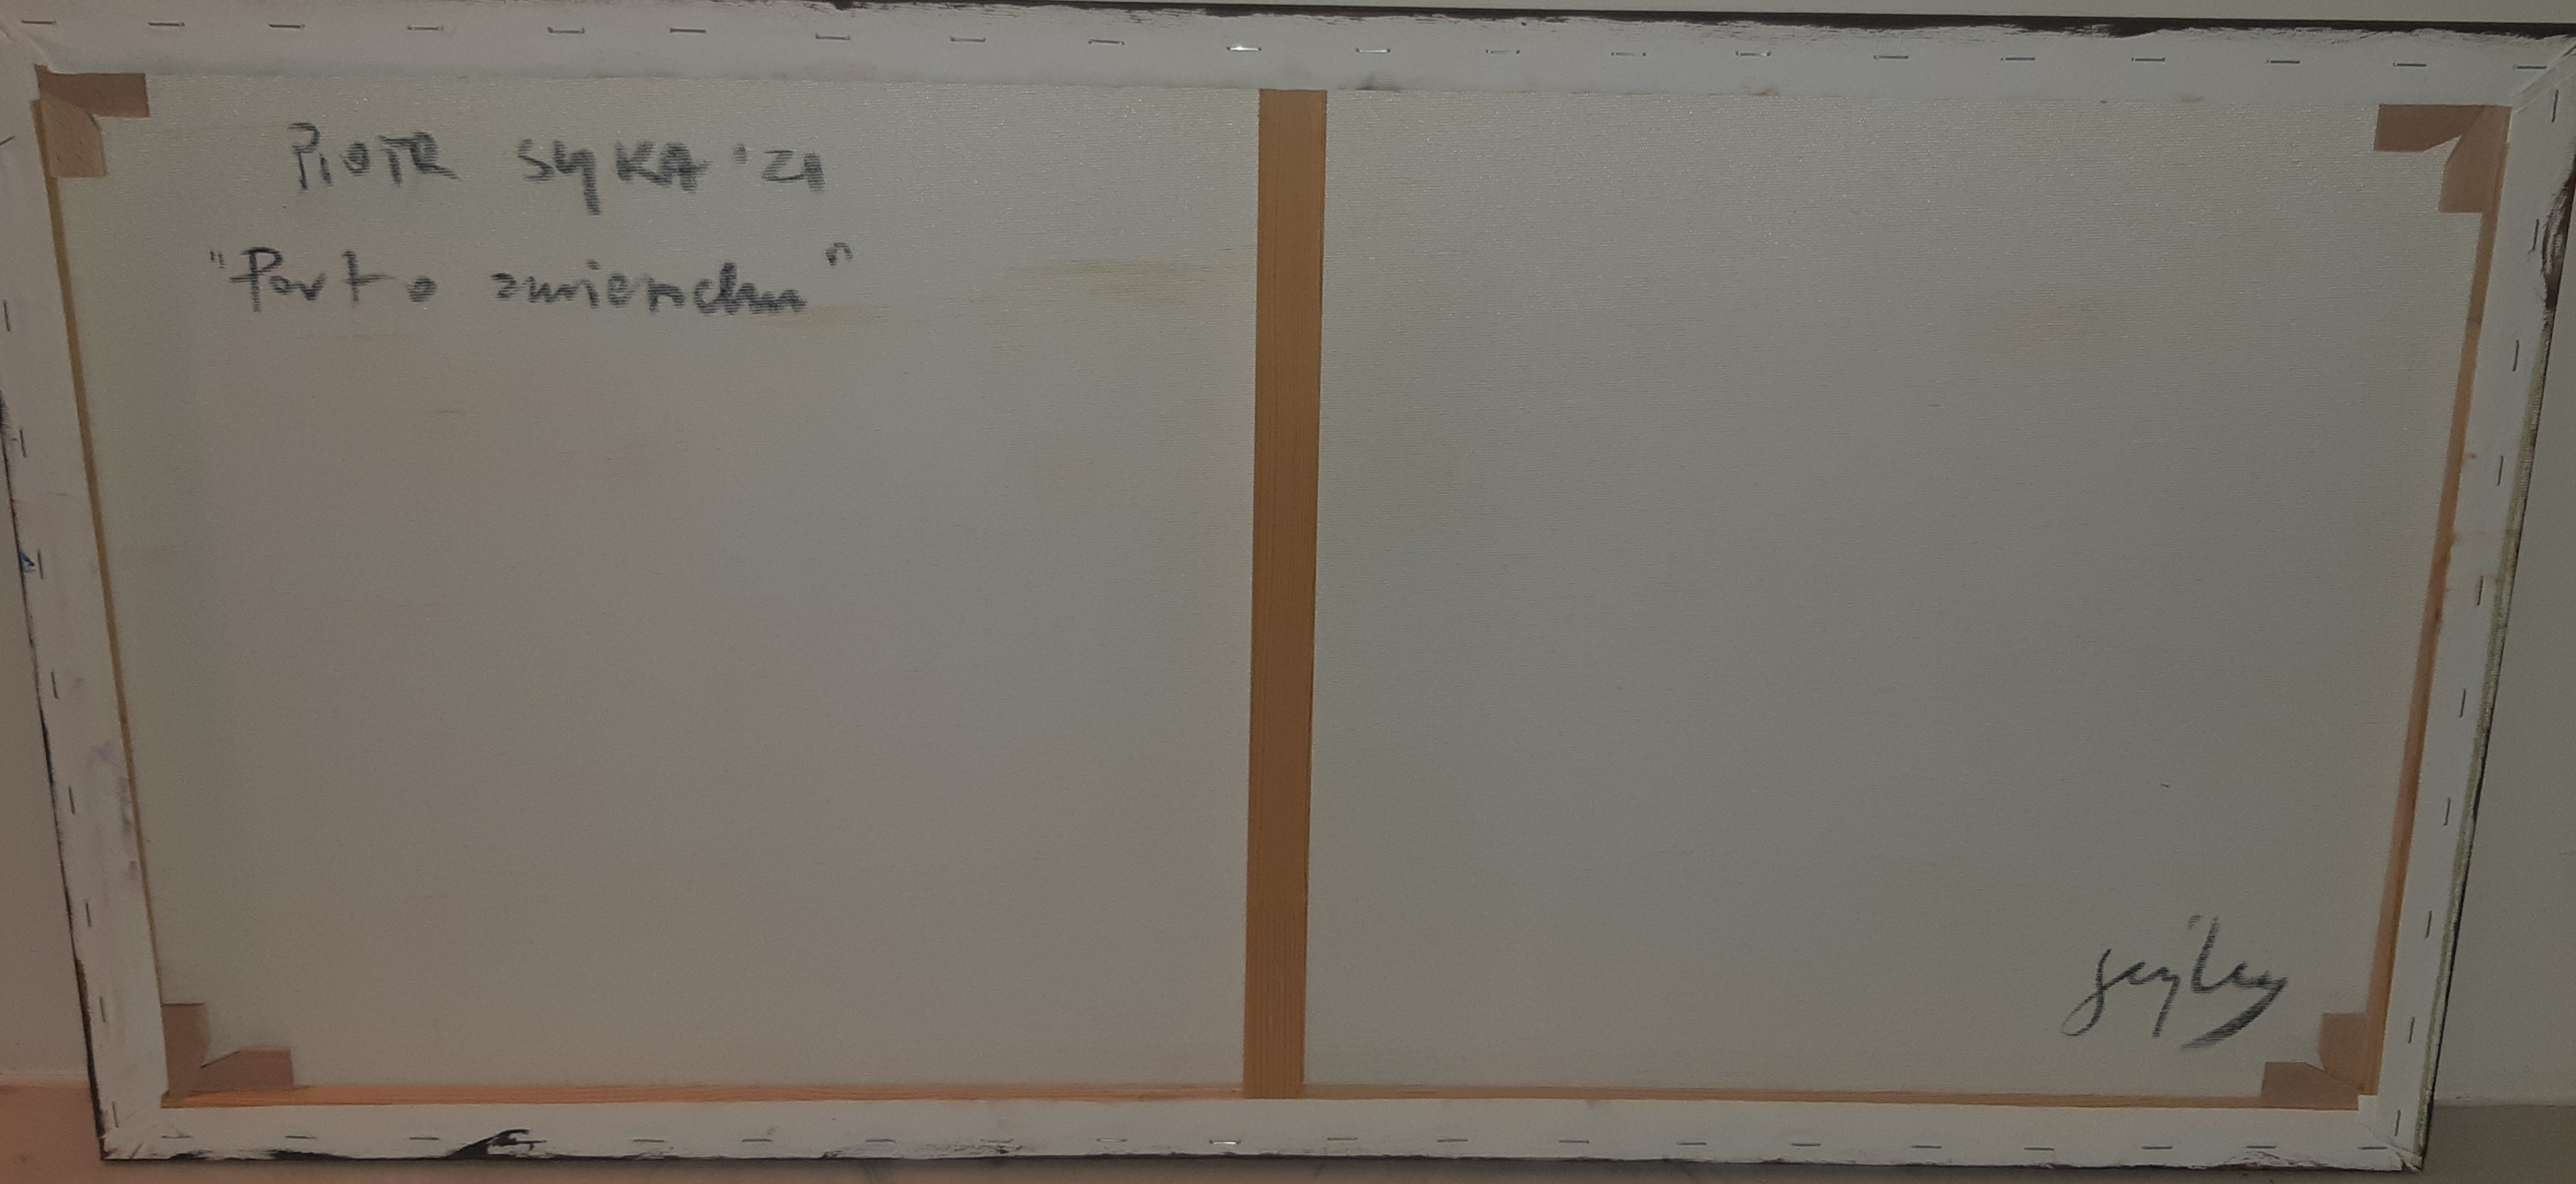 PIOTR SYKA '21
"Port o zmierzchu"